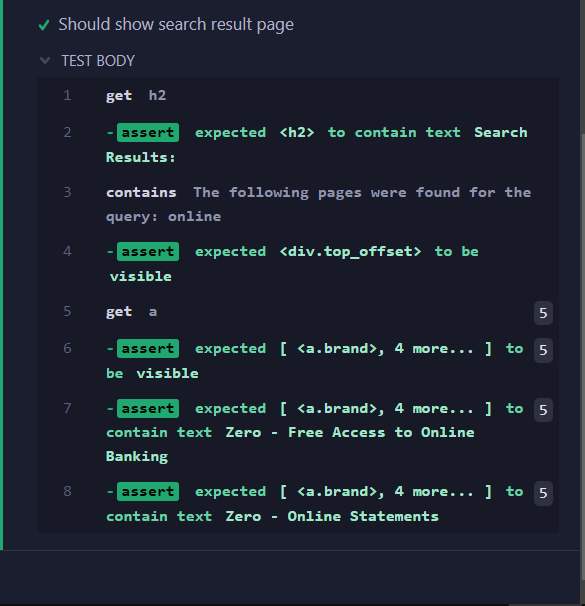 Should show search result page
TEST BODY
1 get h2
2 -assert expected <h2> to contain text Search
Results:
3 contains The following pages were found for the
query: online
4 -assert expected <div.top_offset> to be
visible
5 get a 5
6 -assert expected [ <a.brand>, 4 more... ] to 5
be visible
7 -assert expected [ <a.brand>, 4 more... ] to 5
contain text Zero - Free Access to Online
Banking
8 -assert expected [ <a.brand>, 4 more... ] to 5
contain text Zero - Online Statements